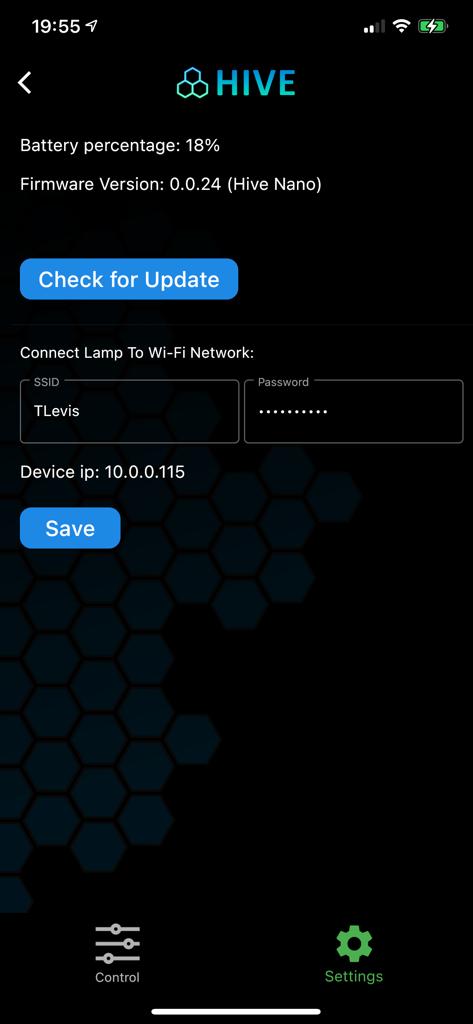 19:55
HIVE
Battery percentage: 18%
Firmware Version: 0.0.24 (Hive Nano)
Check for Update
Connect Lamp To Wi-Fi Network:
SSID Password
TLevis ••••••••••
Device ip: 10.0.0.115
Save
Control Settings